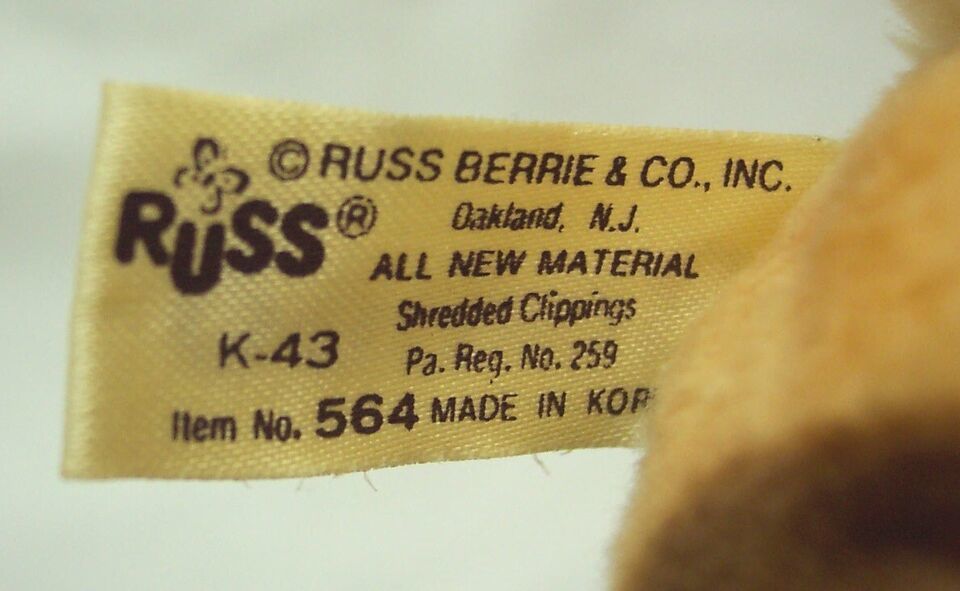 © RUSS BERRIE & CO., INC.
RUSS®
Oakland, N.J.
ALL NEW MATERIAL
Shredded Clippings
K-43
Pa. Reg. No. 259
Item No. 564 MADE IN